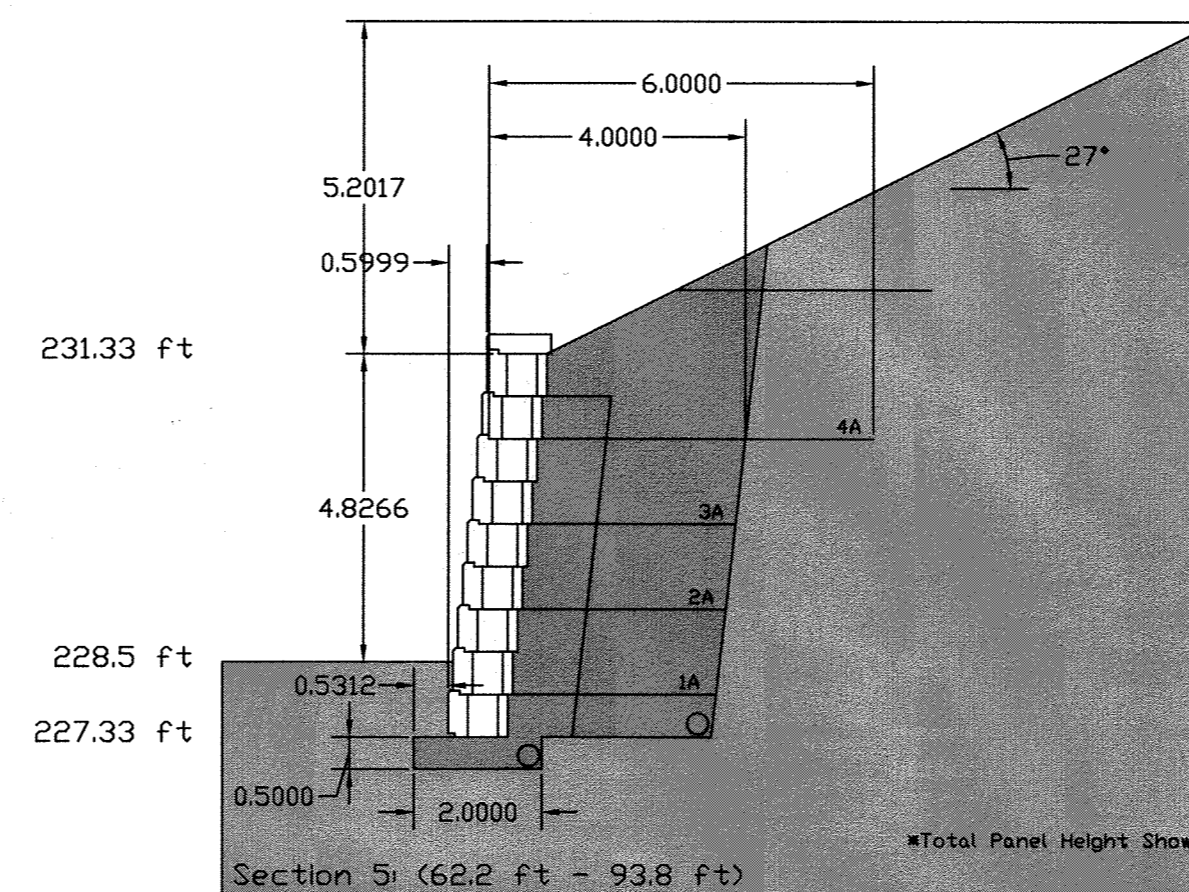 6.0000
4.0000
27°
5.2017
0.5999
231.33 ft
4A
4.8266
3A
2A
228.5 ft
0.5312
1A
227.33 ft
0.5000
2.0000
*Total Panel Height Show
Section 5: (62.2 ft - 93.8 ft)